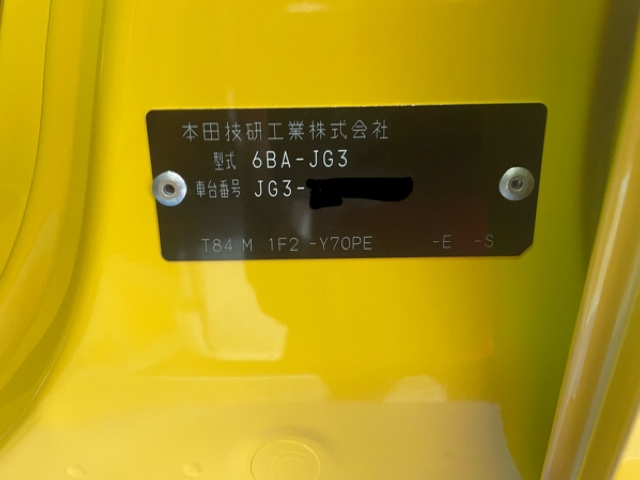 本田技研工業株式会社
型式 6BA-JG3
車台番号 JG3-
T84 M 1F2 -Y70PE -E -S